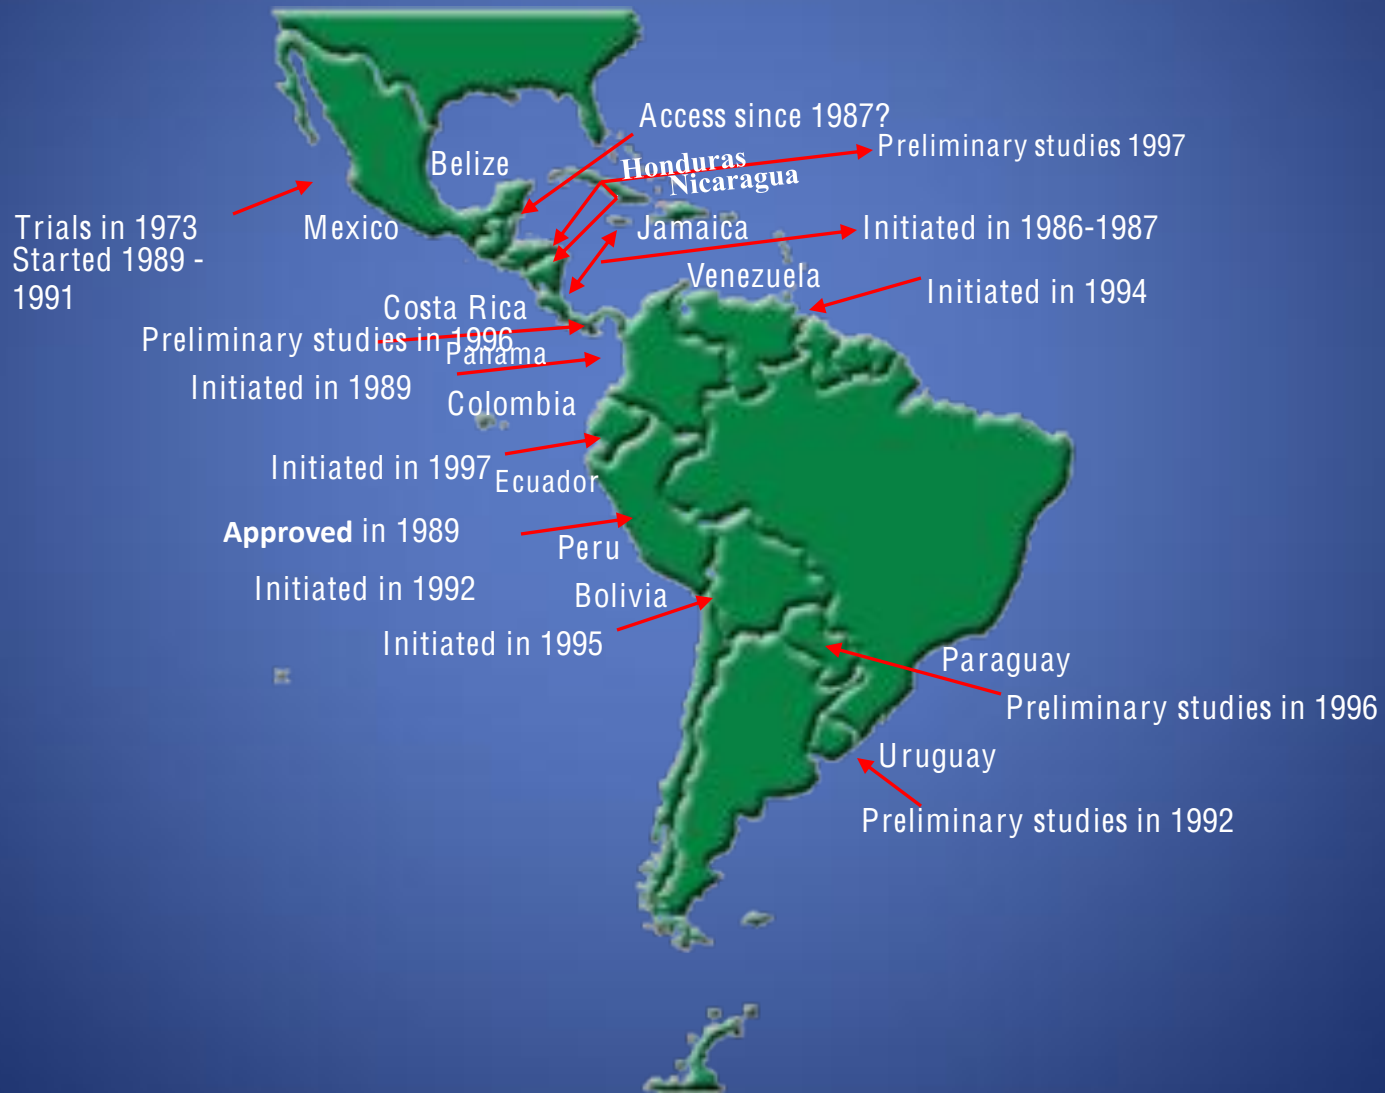 Access since 1987?
Preliminary studies 1997
Honduras
Nicaragua
Belize
Trials in 1973
Started 1989 -
1991
Mexico
Jamaica
Initiated in 1986-1987
Venezuela
Initiated in 1994
Costa Rica
Preliminary studies in 1996
Panama
Initiated in 1989
Colombia
Initiated in 1997
Ecuador
Approved in 1989
Peru
Initiated in 1992
Bolivia
Initiated in 1995
Paraguay
Preliminary studies in 1996
Uruguay
Preliminary studies in 1992